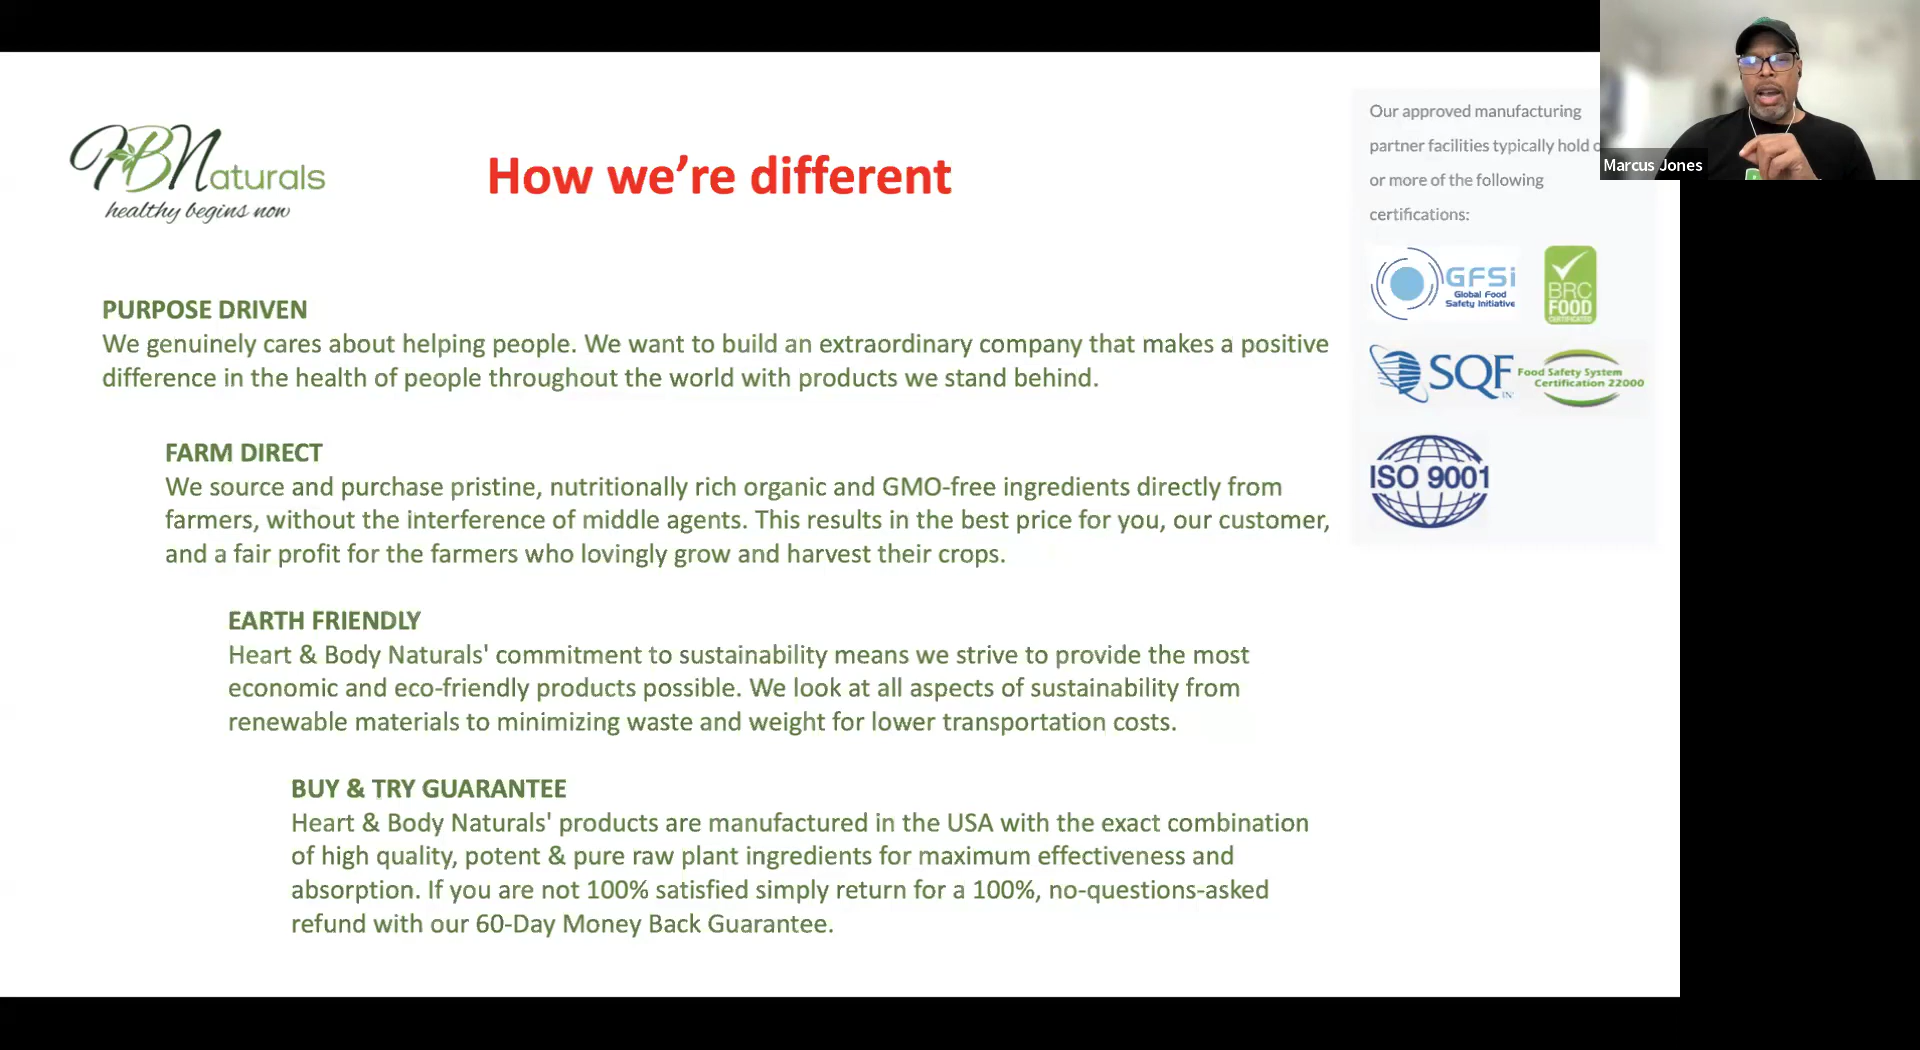 HBNaturals
healthy begins now
How we're different
PURPOSE DRIVEN
We genuinely cares about helping people. We want to build an extraordinary company that makes a positive
difference in the health of people throughout the world with products we stand behind.
FARM DIRECT
We source and purchase pristine, nutritionally rich organic and GMO-free ingredients directly from
farmers, without the interference of middle agents. This results in the best price for you, our customer,
and a fair profit for the farmers who lovingly grow and harvest their crops.
EARTH FRIENDLY
Heart & Body Naturals' commitment to sustainability means we strive to provide the most
economic and eco-friendly products possible. We look at all aspects of sustainability from
renewable materials to minimizing waste and weight for lower transportation costs.
BUY & TRY GUARANTEE
Heart & Body Naturals' products are manufactured in the USA with the exact combination
of high quality, potent & pure raw plant ingredients for maximum effectiveness and
absorption. If you are not 100% satisfied simply return for a 100%, no-questions-asked
refund with our 60-Day Money Back Guarantee.
Our approved manufacturing
partner facilities typically hold
or more of the following
certifications:
GFSi
Global Food
Safety Initiative
BRC
FOOD
CERTIFICATED
SQF
Food Safety System
Certification 22000
ISO 9001
Marcus Jones